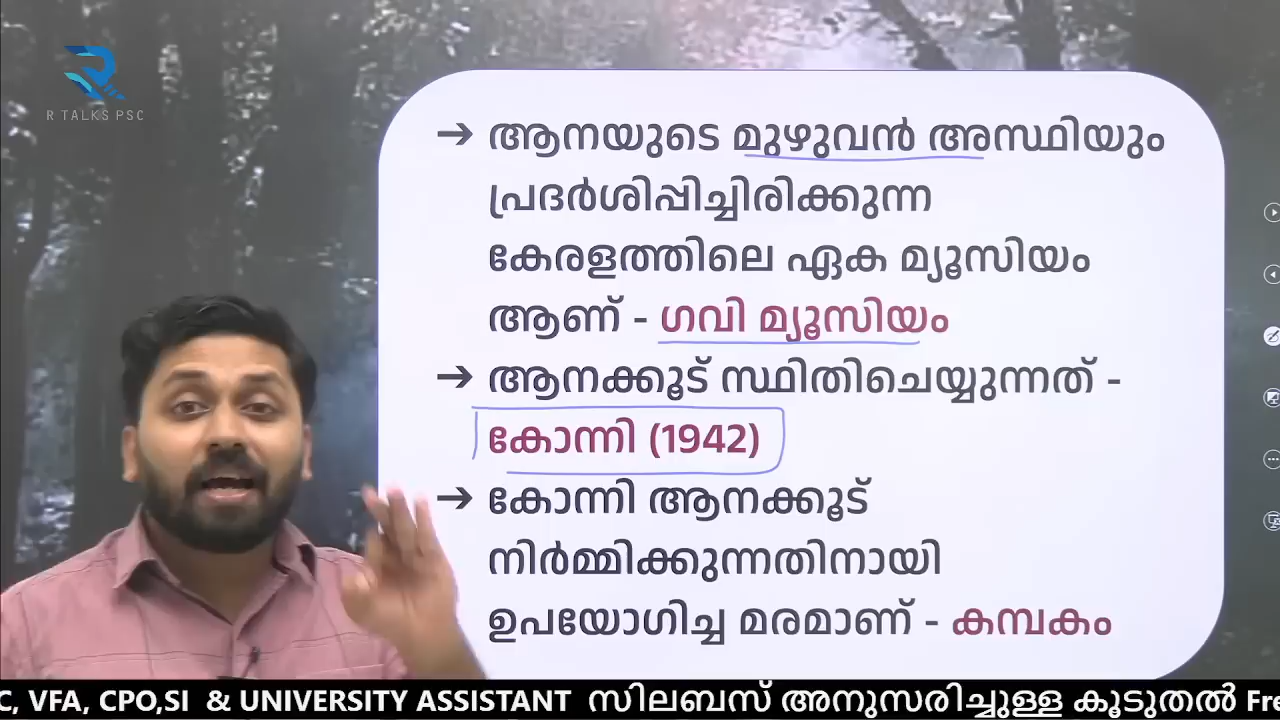 R TALKS PSC
➔ ആനയുടെ മുഴുവൻ അസ്ഥിയും
പ്രദർശിപ്പിച്ചിരിക്കുന്ന
കേരളത്തിലെ ഏക മ്യൂസിയം
ആണ് - ഗവി മ്യൂസിയം
➔ ആനക്കൂട് സ്ഥിതിചെയ്യുന്നത് -
കോന്നി (1942)
➔ കോന്നി ആനക്കൂട്
നിർമ്മിക്കുന്നതിനായി
ഉപയോഗിച്ച മരമാണ് - കമ്പകം
C, VFA, CPO,SI & UNIVERSITY ASSISTANT സിലബസ് അനുസരിച്ചുള്ള കൂടുതൽ Fre